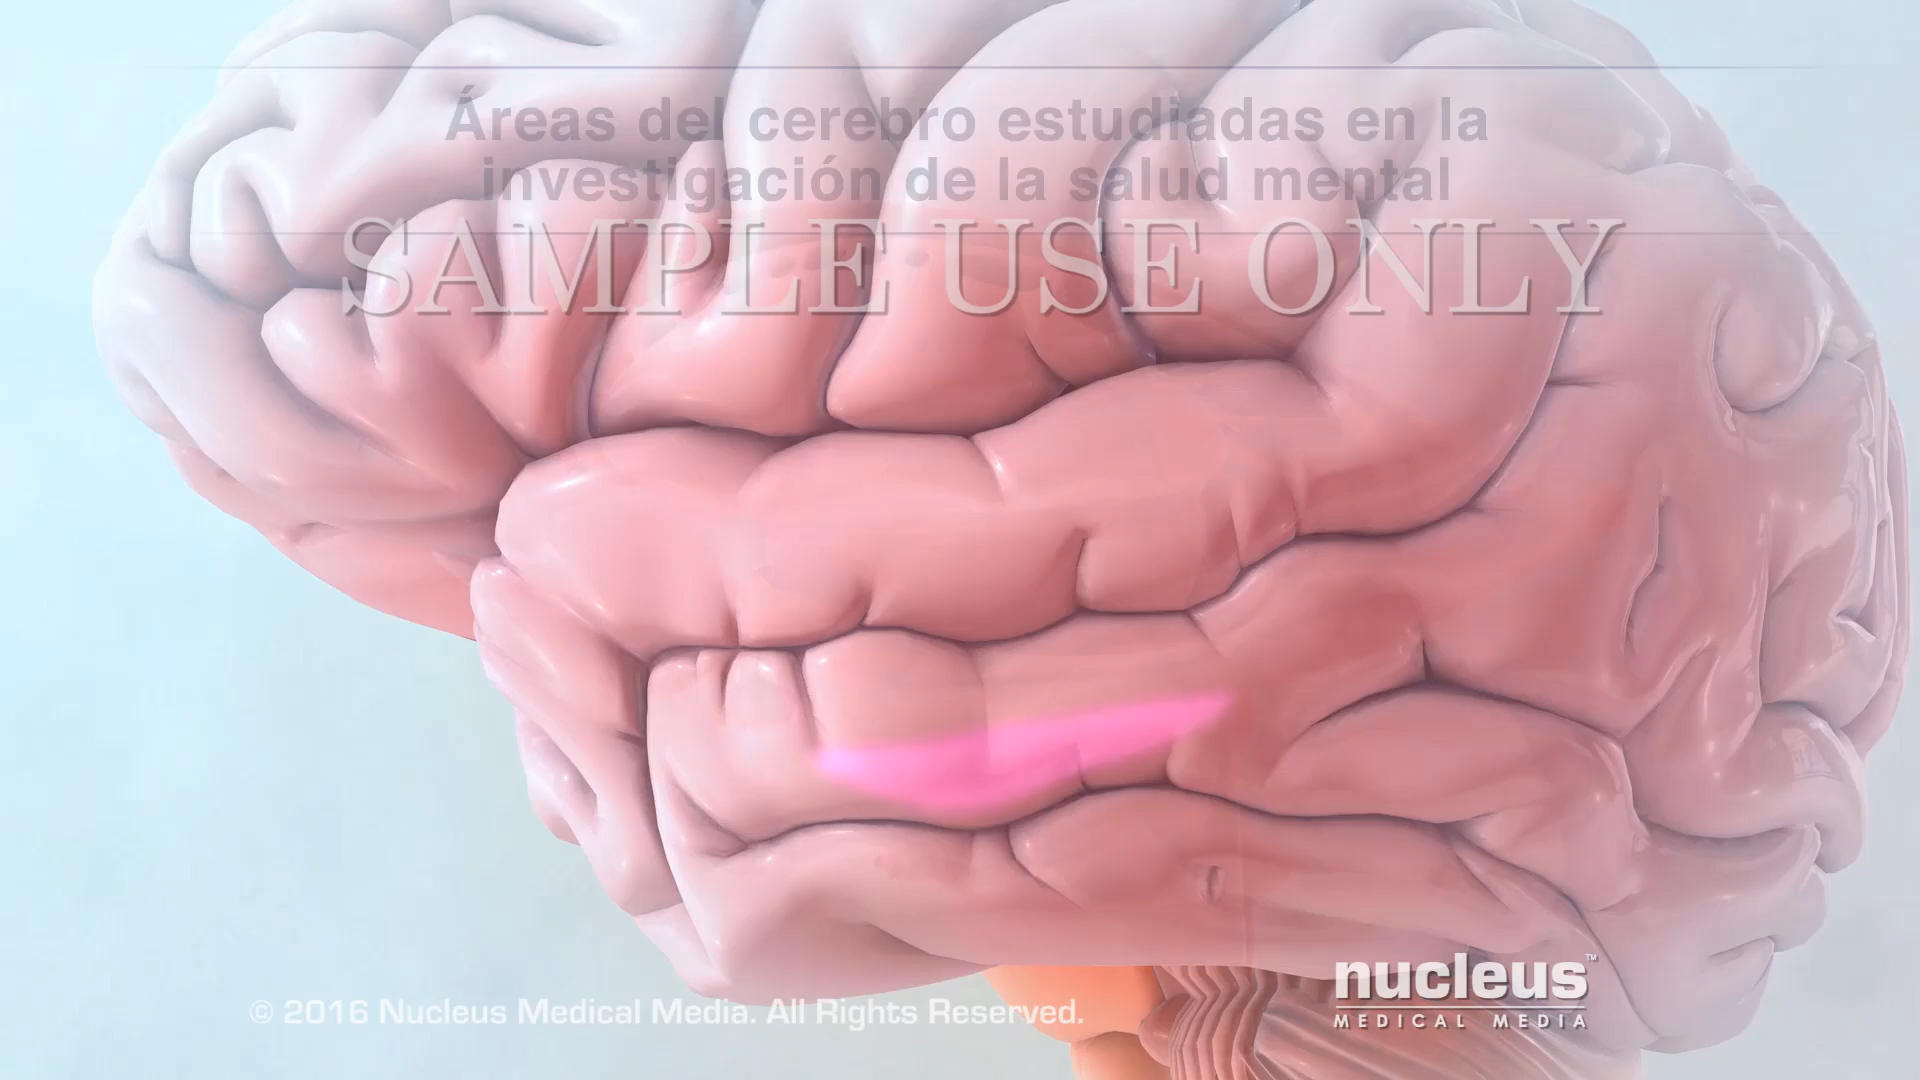 Áreas del cerebro estudiadas en la
investigación de la salud mental
SAMPLE USE ONLY
nucleus™
MEDICAL MEDIA
© 2016 Nucleus Medical Media. All Rights Reserved.